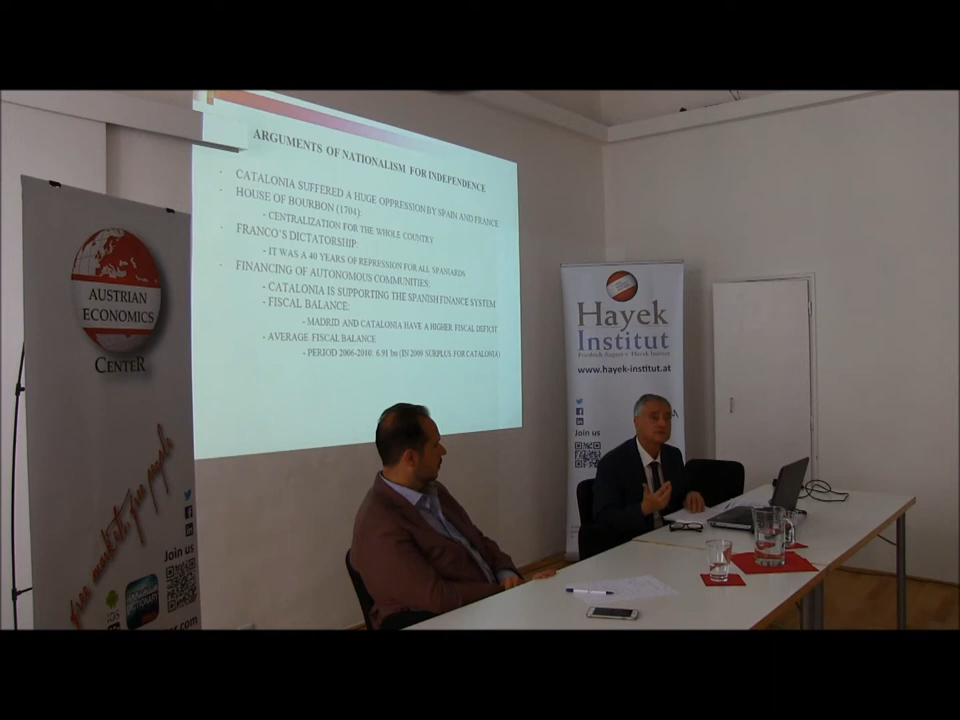 ARGUMENTS OF NATIONALISM FOR INDEPENDENCE
- CATALONIA SUFFERED A HUGE OPPRESSION BY SPAIN AND FRANCE
- HOUSE OF BOURBON (1704):
- CENTRALIZATION FOR THE WHOLE COUNTRY
- FRANCO'S DICTATORSHIP:
- IT WAS A 40 YEARS OF REPRESSION FOR ALL SPANIARDS
- FINANCING OF AUTONOMOUS COMMUNITIES:
- CATALONIA IS SUPPORTING THE SPANISH FINANCE SYSTEM
- FISCAL BALANCE:
- MADRID AND CATALONIA HAVE A HIGHER FISCAL DEFICIT
- AVERAGE FISCAL BALANCE
- PERIOD 2006-2010: 6.91 bn (IN 2009 SURPLUS FOR CATALONIA)
AUSTRIAN
ECONOMICS
CENTER
free markets, free people
Join us
Hayek
Institut
Friedrich August v. Hayek Institut
www.hayek-institut.at
Join us